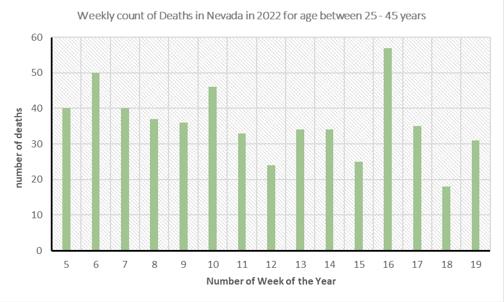 Weekly count of Deaths in Nevada in 2022 for age between 25 - 45 years
60
50
40
30
20
10
0
number of deaths
5 6 7 8 9 10 11 12 13 14 15 16 17 18 19
Number of Week of the Year